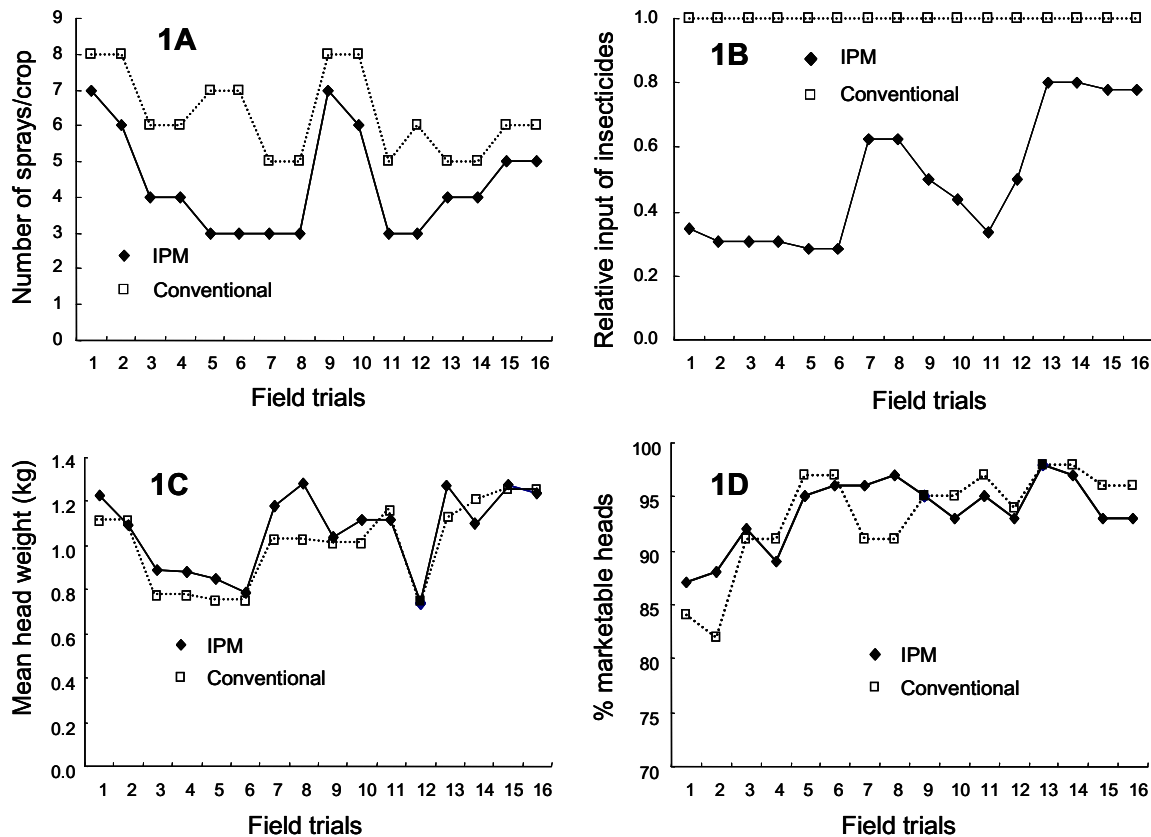 1A
Number of sprays/crop
9
8
7
6
5
4
3
2
1
0
IPM
Conventional
1 2 3 4 5 6 7 8 9 10 11 12 13 14 15 16
Field trials
1B
Relative input of insecticides
1.0
0.8
0.6
0.4
0.2
0.0
IPM
Conventional
1 2 3 4 5 6 7 8 9 10 11 12 13 14 15 16
Field trials
1C
Mean head weight (kg)
1.4
1.2
1.0
0.8
0.6
0.4
0.2
0.0
IPM
Conventional
1 2 3 4 5 6 7 8 9 10 11 12 13 14 15 16
Field trials
1D
% marketable heads
100
95
90
85
80
75
70
IPM
Conventional
1 2 3 4 5 6 7 8 9 10 11 12 13 14 15 16
Field trials